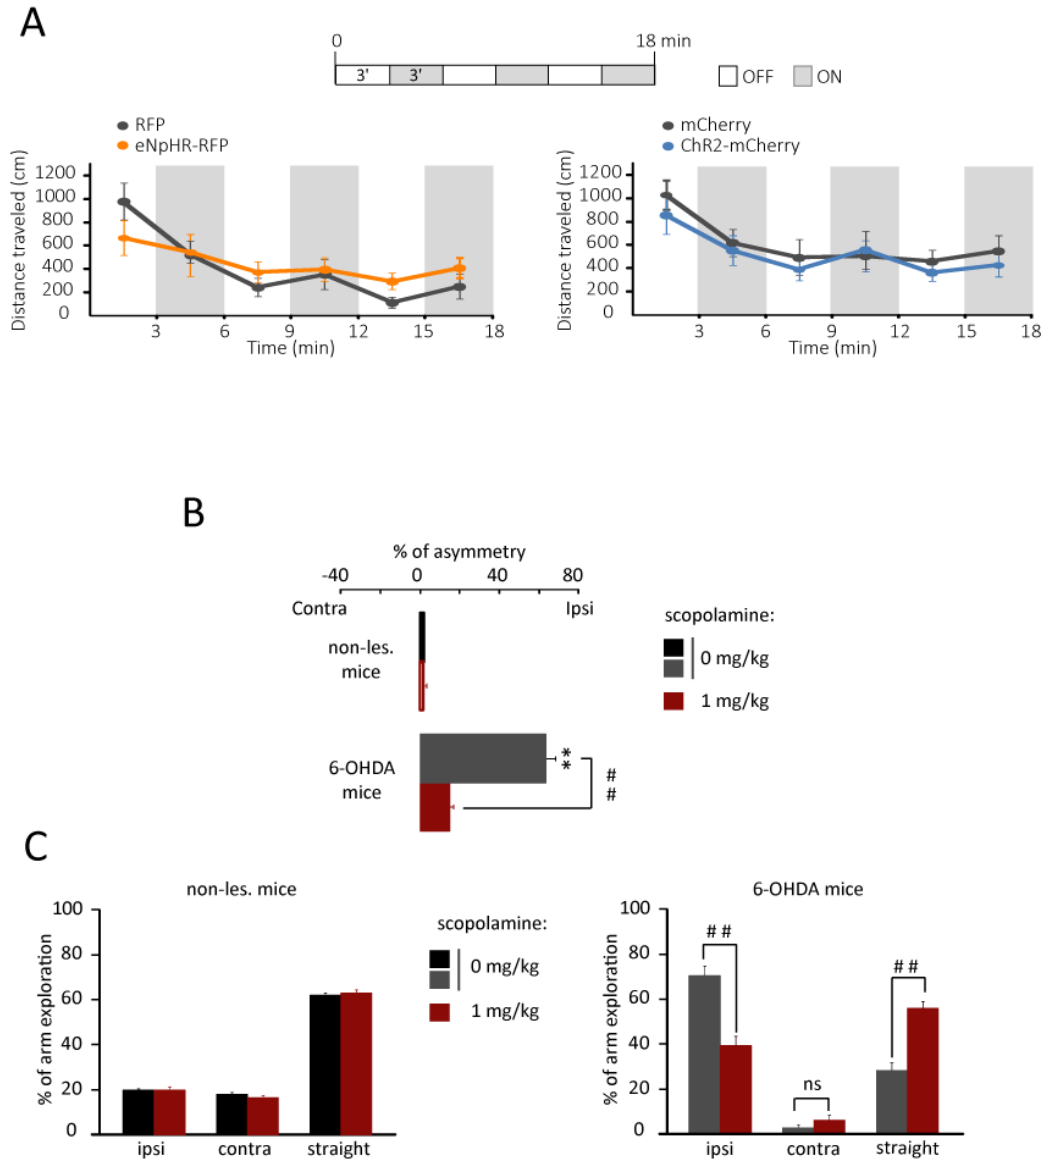 A
0 18 min
3' 3' OFF ON
RFP
eNpHR-RFP
Distance traveled (cm)
1200
1000
800
600
400
200
0
3 6 9 12 15 18
Time (min)
mCherry
ChR2-mCherry
Distance traveled (cm)
1200
1000
800
600
400
200
0
3 6 9 12 15 18
Time (min)
B
% of asymmetry
-40 0 40 80
Contra Ipsi
non-les.
mice
6-OHDA
mice
**
##
scopolamine:
0 mg/kg
1 mg/kg
C
non-les. mice
% of arm exploration
100
80
60
40
20
0
ipsi contra straight
scopolamine:
0 mg/kg
1 mg/kg
6-OHDA mice
% of arm exploration
100
80
60
40
20
0
##
ns
##
ipsi contra straight